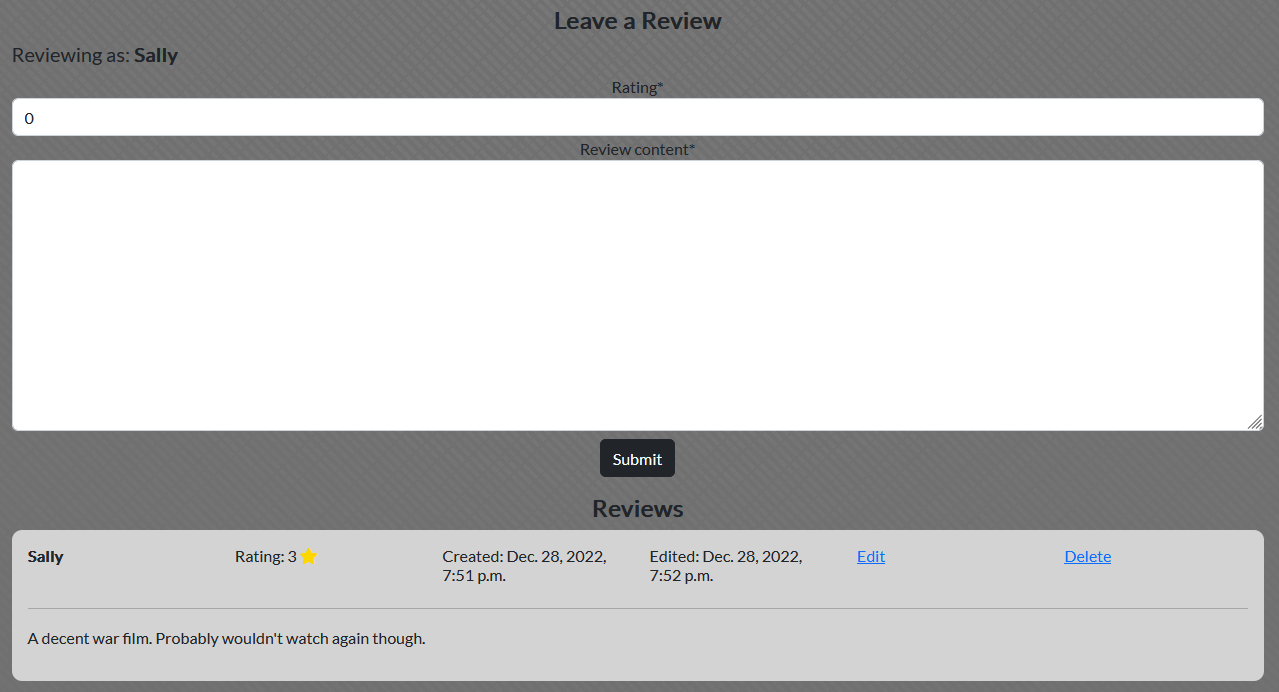 Leave a Review
Reviewing as: Sally
Rating*
0
Review content*
Submit
Reviews
Sally
Rating: 3
Created: Dec. 28, 2022,
7:51 p.m.
Edited: Dec. 28, 2022,
7:52 p.m.
Edit
Delete
A decent war film. Probably wouldn't watch again though.